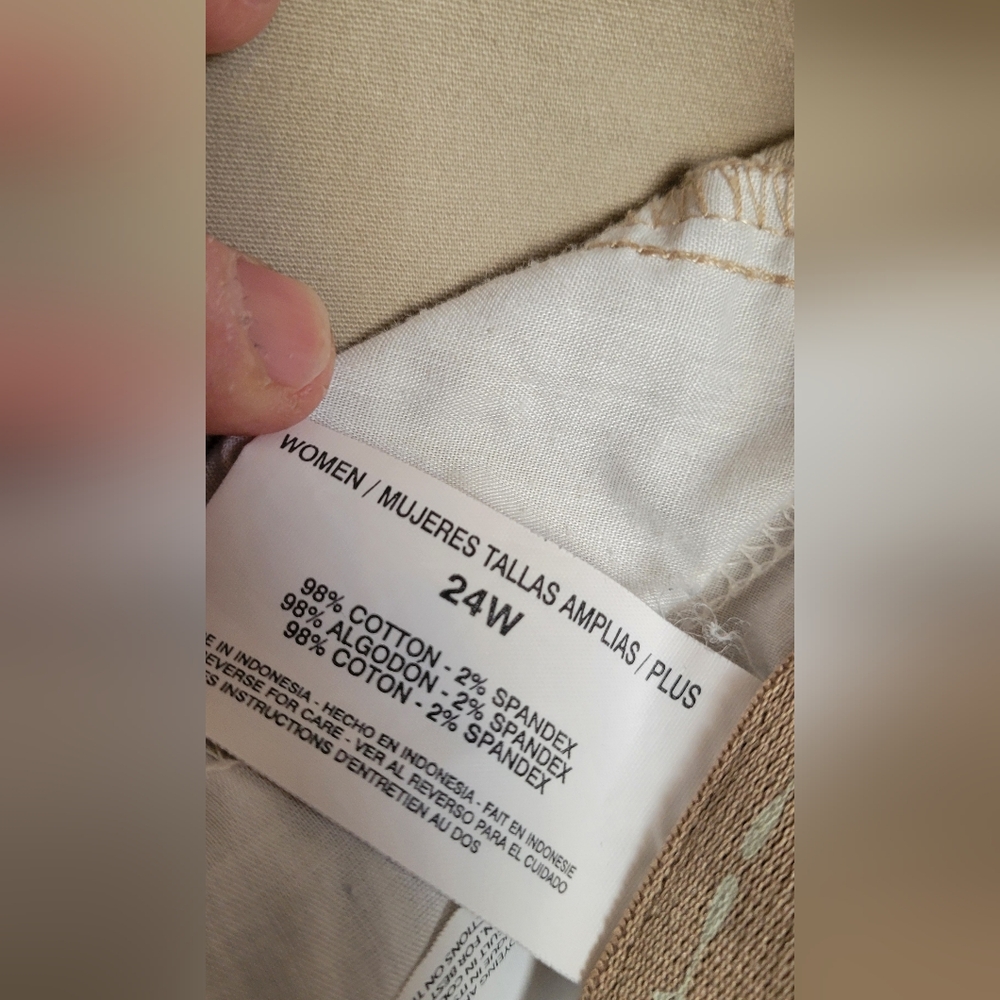 WOMEN / MUJERES TALLAS AMPLIAS / PLUS
24W
98% COTTON - 2% SPANDEX
98% ALGODON - 2% SPANDEX
98% COTON - 2% SPANDEX
E IN INDONESIA - HECHO EN INDONESIA - FAIT EN INDONESIE
EVERSE FOR CARE - VER AL REVERSO PARA EL CUIDADO
S INSTRUCTIONS D'ENTRETIEN AU DOS